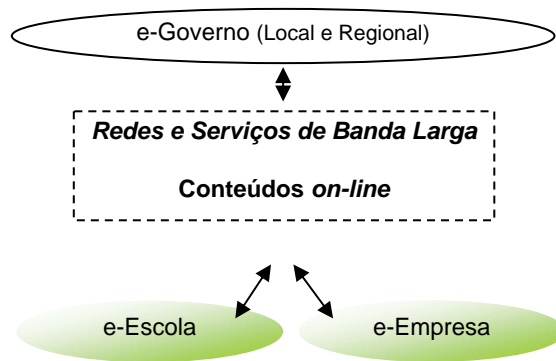 e-Governo (Local e Regional)
Redes e Serviços de Banda Larga
Conteúdos on-line
e-Escola
e-Empresa